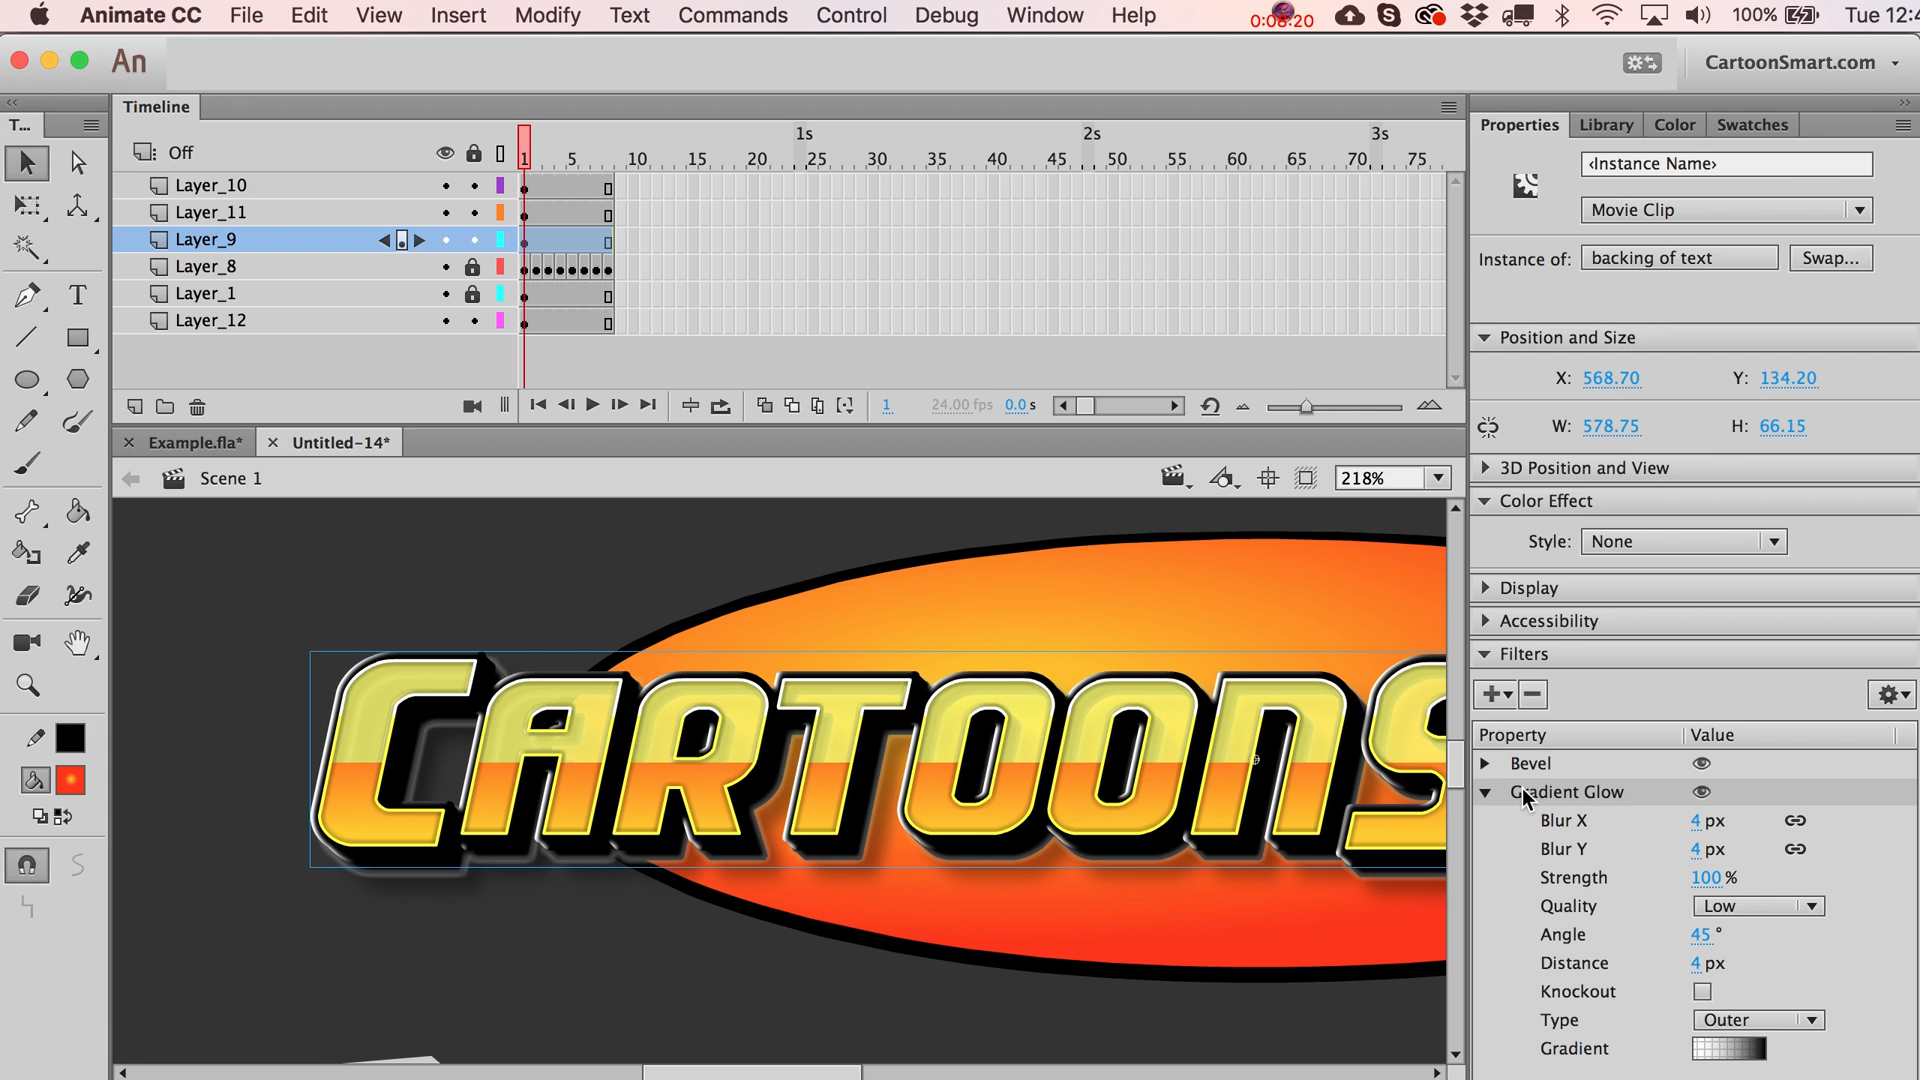 Animate CC File Edit View Insert Modify Text Commands Control Debug Window Help 0:08:20 100% Tue 12:4
An CartoonSmart.com
T... Timeline Properties Library Color Swatches
Off 1s 2s 3s
1 5 10 15 20 25 30 35 40 45 50 55 60 65 70 75
<Instance Name>
Layer_10
Layer_11 Movie Clip
Layer_9
Layer_8 Instance of: backing of text Swap...
Layer_1
Layer_12
Position and Size
X: 568.70 Y: 134.20
1 24.00 fps 0.0 s
W: 578.75 H: 66.15
Example.fla* Untitled-14*
3D Position and View
Scene 1 218%
Color Effect
Style: None
Display
Accessibility
Filters
CARTOONS
Property Value
Bevel
Gradient Glow
Blur X 4 px
Blur Y 4 px
Strength 100 %
Quality Low
Angle 45 °
Distance 4 px
Knockout
Type Outer
Gradient